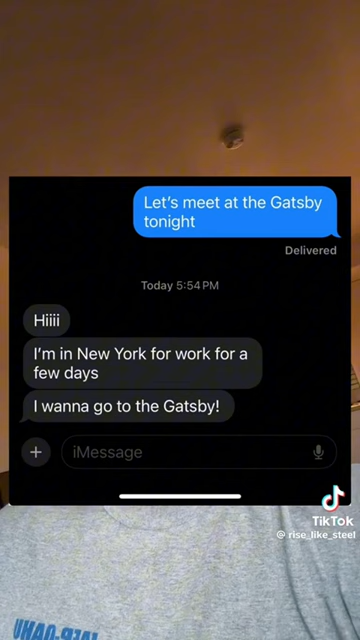 Let's meet at the Gatsby
tonight
Delivered
Today 5:54 PM
Hiiii
I'm in New York for work for a
few days
I wanna go to the Gatsby!
iMessage
TikTok
@ rise_like_steel